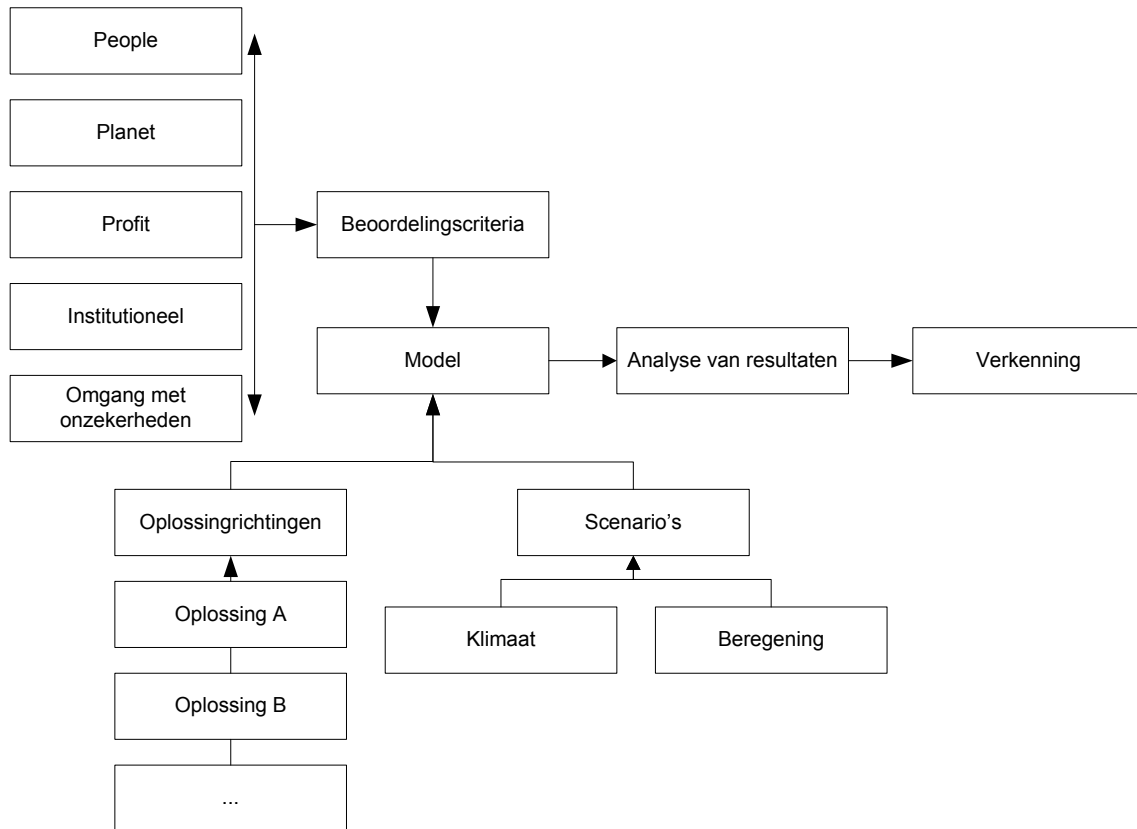 People
Planet
Profit
Beoordelingscriteria
Institutioneel
Model
Analyse van resultaten
Verkenning
Omgang met
onzekerheden
Oplossingrichtingen
Scenario's
Oplossing A
Klimaat
Beregening
Oplossing B
...